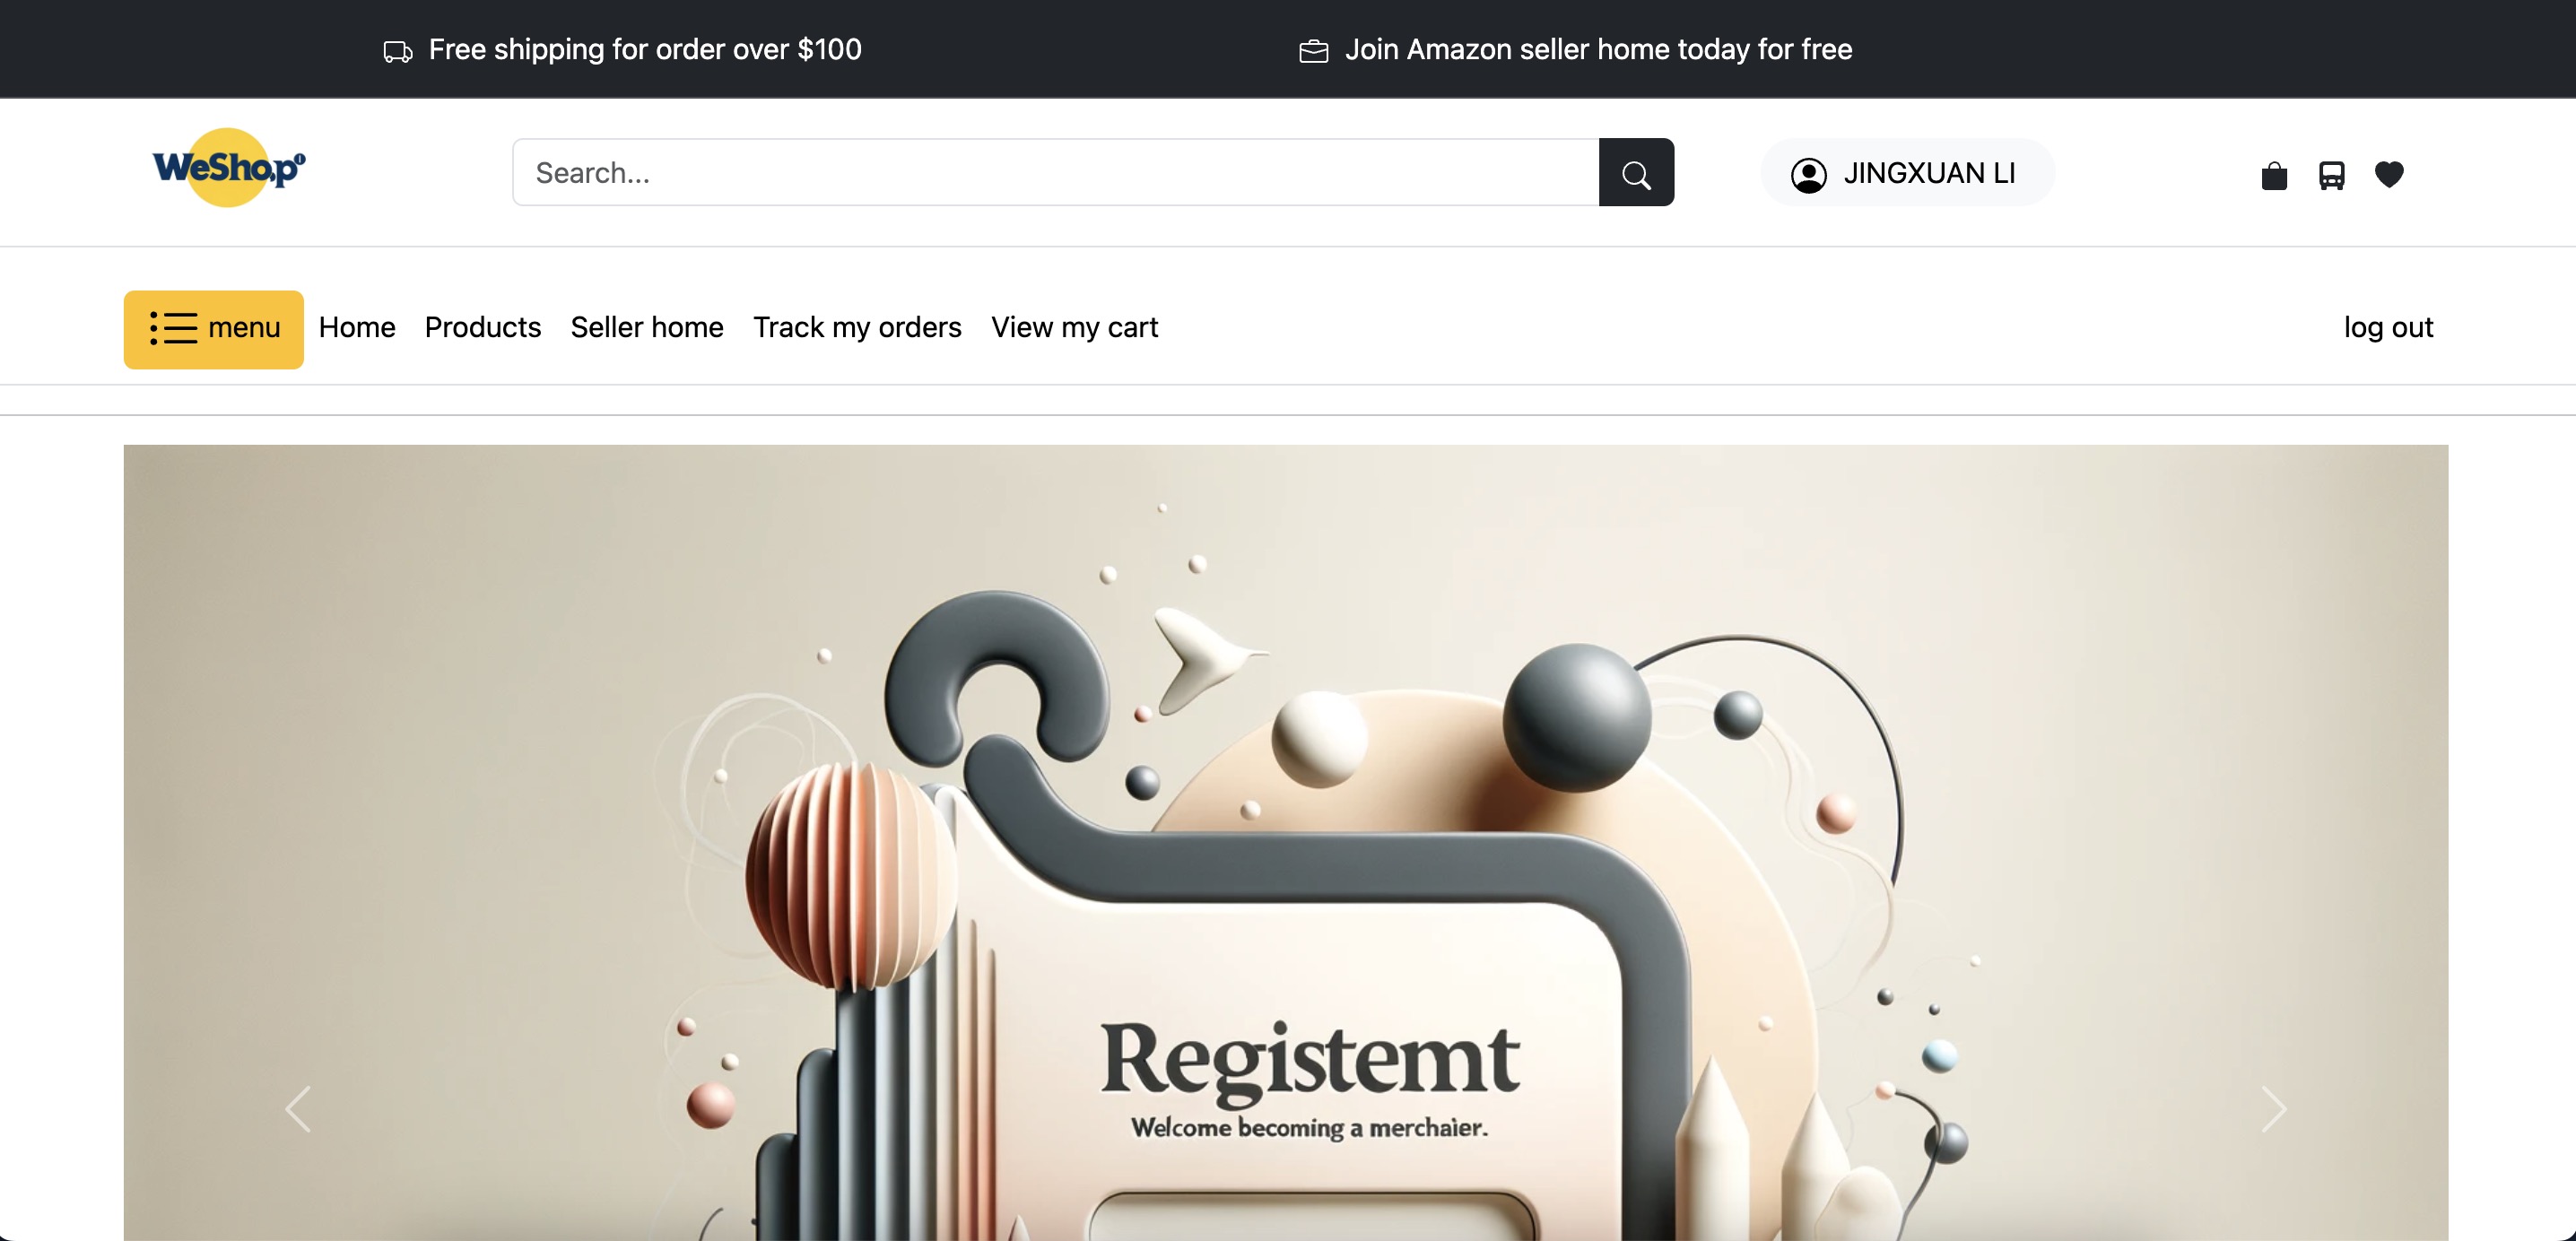 Free shipping for order over $100
Join Amazon seller home today for free
WeShop
Search...
JINGXUAN LI
menu
Home
Products
Seller home
Track my orders
View my cart
log out
Registemt
Welcome becoming a merchaier.